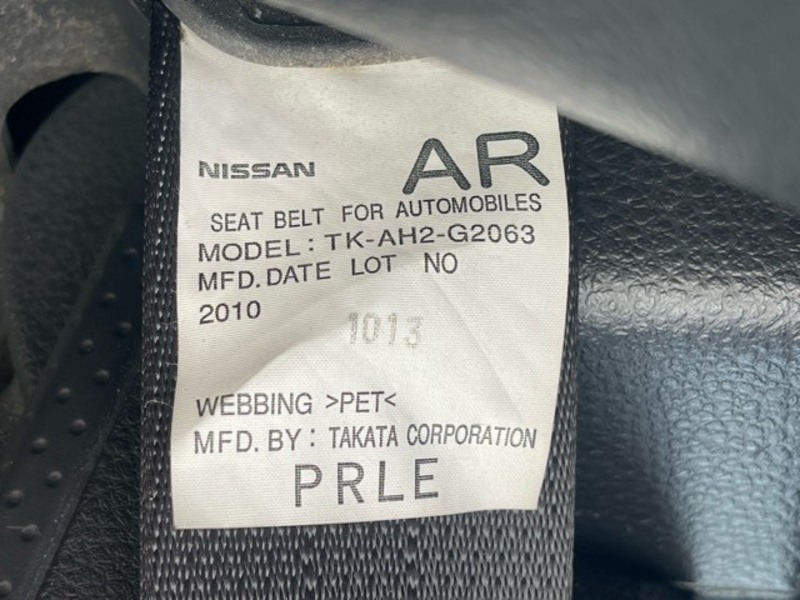 NISSAN AR
SEAT BELT FOR AUTOMOBILES
MODEL: TK-AH2-G2063
MFD. DATE LOT NO
2010 1013
WEBBING >PET<
MFD. BY: TAKATA CORPORATION
PRLE